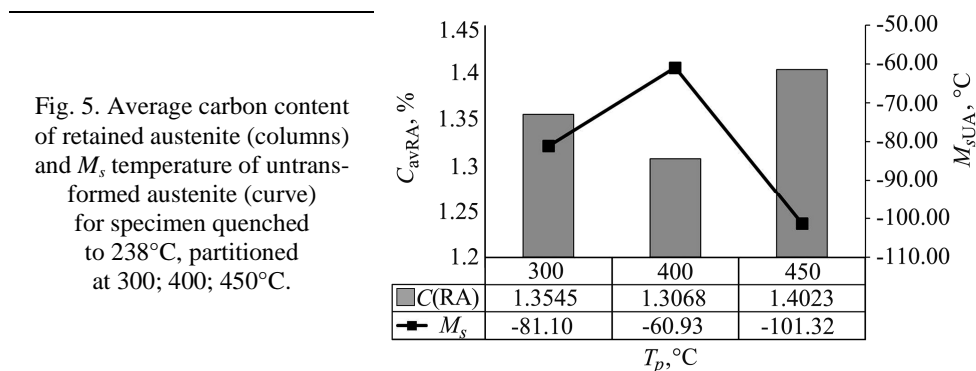 Fig. 5. Average carbon content
of retained austenite (columns)
and Ms temperature of untrans-
formed austenite (curve)
for specimen quenched
to 238°C, partitioned
at 300; 400; 450°C.
CavRA, %
1.45
1.4
1.35
1.3
1.25
1.2
-50.00
-60.00
-70.00
-80.00
-90.00
-100.00
-110.00
MsUA, °C
300 400 450
C(RA) 1.3545 1.3068 1.4023
Ms -81.10 -60.93 -101.32
Tp,°C